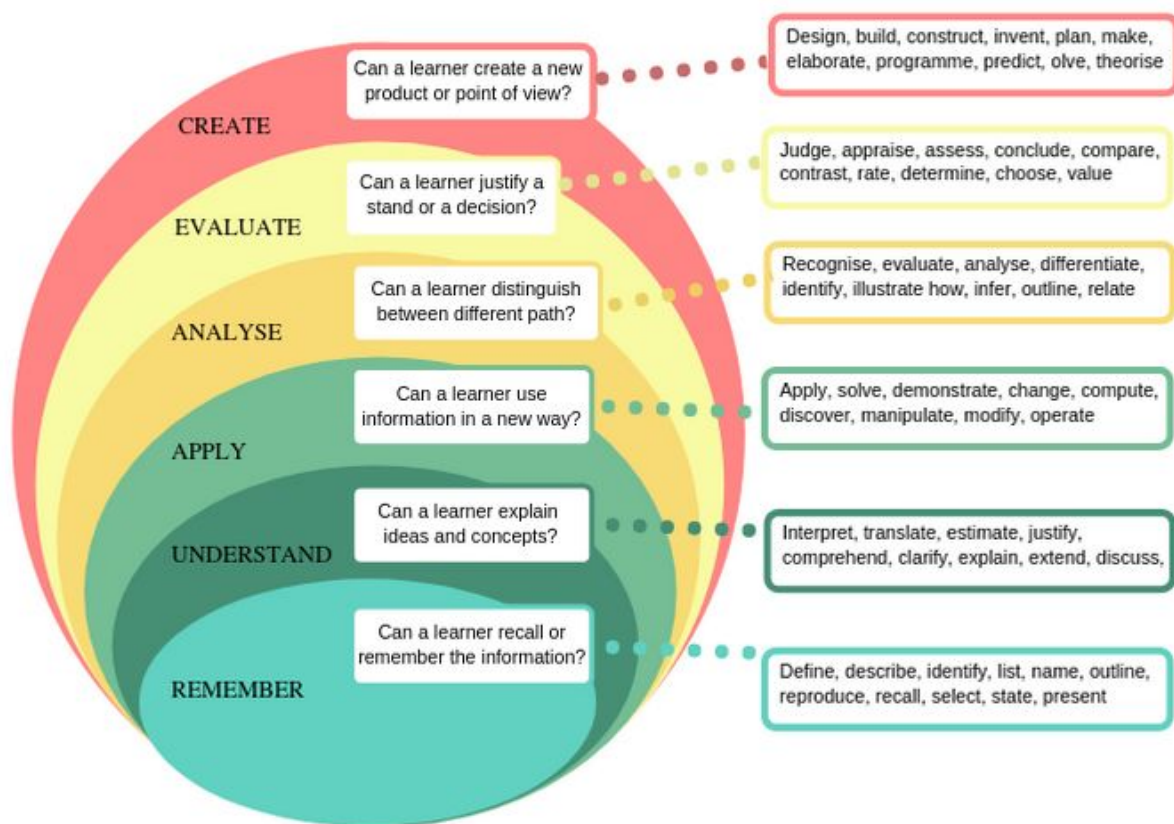 Can a learner create a new
product or point of view?
Design, build, construct, invent, plan, make,
elaborate, programme, predict, olve, theorise
CREATE
Can a learner justify a
stand or a decision?
Judge, appraise, assess, conclude, compare,
contrast, rate, determine, choose, value
EVALUATE
Can a learner distinguish
between different path?
Recognise, evaluate, analyse, differentiate,
identify, illustrate how, infer, outline, relate
ANALYSE
Can a learner use
information in a new way?
Apply, solve, demonstrate, change, compute,
discover, manipulate, modify, operate
APPLY
Can a learner explain
ideas and concepts?
Interpret, translate, estimate, justify,
comprehend, clarify, explain, extend, discuss,
UNDERSTAND
Can a learner recall or
remember the information?
Define, describe, identify, list, name, outline,
reproduce, recall, select, state, present
REMEMBER